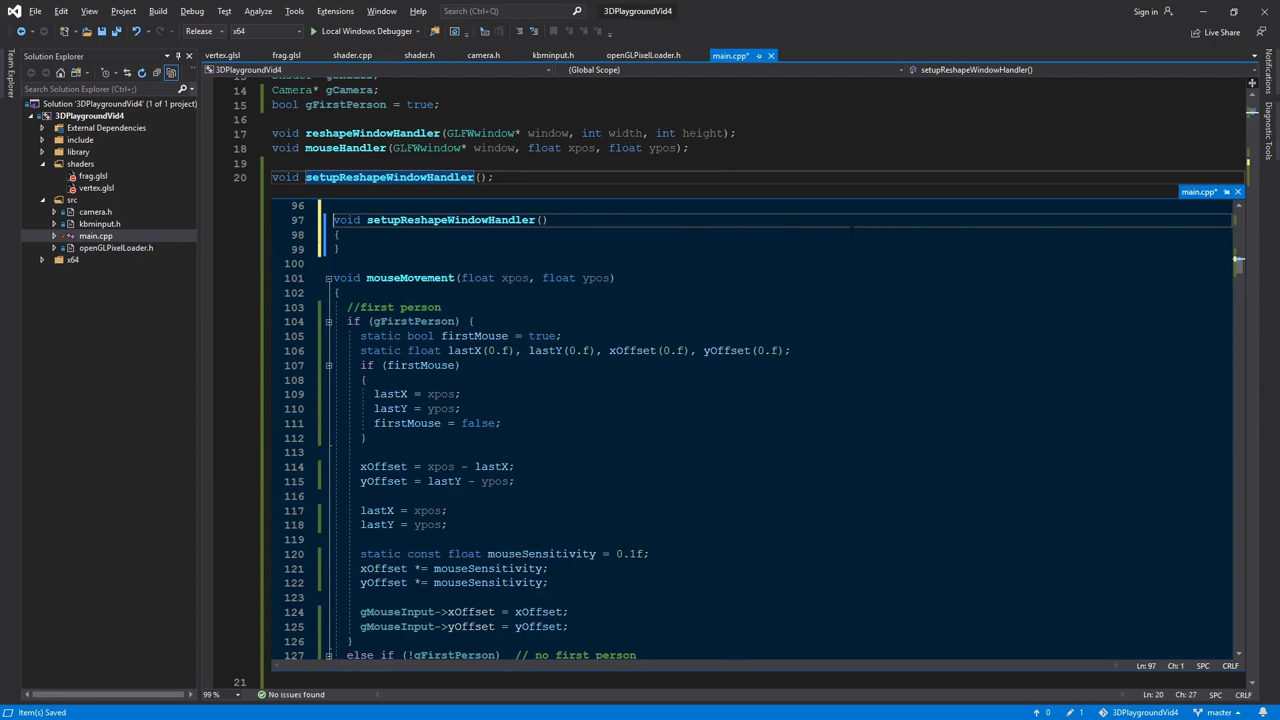 File Edit View Git Project Build Debug Test Analyze Tools Extensions Window Help Search (Ctrl+Q) 3DPlaygroundVid4 Sign in
Release x64 Local Windows Debugger Live Share
Team Explorer
Solution Explorer
Search Solution Explorer (Ctrl+;)
Solution '3DPlaygroundVid4' (1 of 1 project)
3DPlaygroundVid4
External Dependencies
include
library
shaders
frag.glsl
vertex.glsl
src
camera.h
kbminput.h
main.cpp
openGLPixelLoader.h
x64
vertex.glsl frag.glsl shader.cpp shader.h camera.h kbminput.h openGLPixelLoader.h main.cpp*
3DPlaygroundVid4 (Global Scope) setupReshapeWindowHandler()
14 Camera* gCamera;
15 bool gFirstPerson = true;
16
17 void reshapeWindowHandler(GLFWwindow* window, int width, int height);
18 void mouseHandler(GLFWwindow* window, float xpos, float ypos);
19
20 void setupReshapeWindowHandler();
main.cpp*
96
97 void setupReshapeWindowHandler()
98 {
99 }
100
101 void mouseMovement(float xpos, float ypos)
102 {
103 //first person
104 if (gFirstPerson) {
105 static bool firstMouse = true;
106 static float lastX(0.f), lastY(0.f), xOffset(0.f), yOffset(0.f);
107 if (firstMouse)
108 {
109 lastX = xpos;
110 lastY = ypos;
111 firstMouse = false;
112 }
113
114 xOffset = xpos - lastX;
115 yOffset = lastY - ypos;
116
117 lastX = xpos;
118 lastY = ypos;
119
120 static const float mouseSensitivity = 0.1f;
121 xOffset *= mouseSensitivity;
122 yOffset *= mouseSensitivity;
123
124 gMouseInput->xOffset = xOffset;
125 gMouseInput->yOffset = yOffset;
126 }
127 else if (!gFirstPerson) // no first person
Ln: 97 Ch: 1 SPC CRLF
21
99 % No issues found Ln: 20 Ch: 27 SPC CRLF
Notifications
Diagnostic Tools
Item(s) Saved 0 1 3DPlaygroundVid4 master